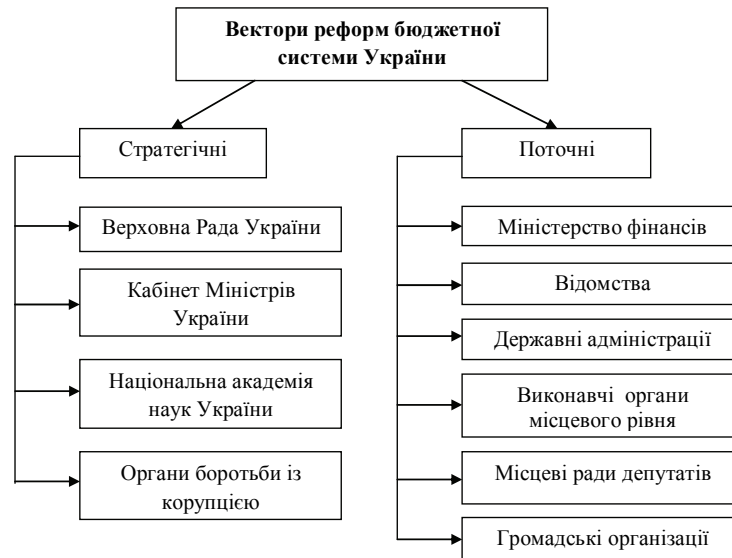 Вектори реформ бюджетної
системи України
Стратегічні
Верховна Рада України
Кабінет Міністрів
України
Національна академія
наук України
Органи боротьби із
корупцією
Поточні
Міністерство фінансів
Відомства
Державні адміністрації
Виконавчі органи
місцевого рівня
Місцеві ради депутатів
Громадські організації